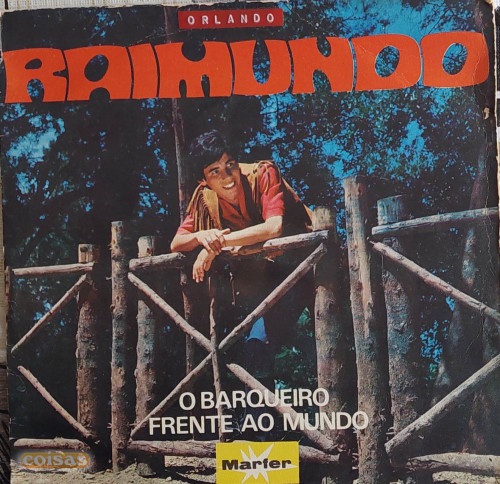 ORLANDO
RAIMUNDO
O BARQUEIRO
FRENTE AO MUNDO
Marfer
coisas